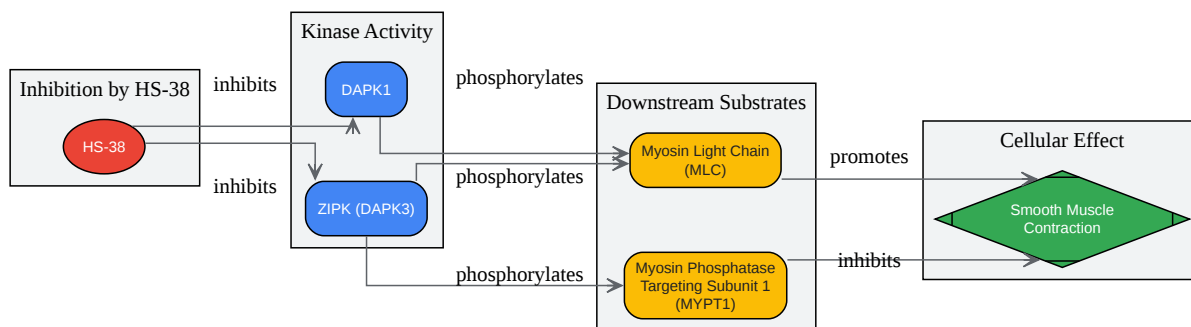 Inhibition by HS-38
HS-38
inhibits
inhibits
Kinase Activity
DAPK1
ZIPK (DAPK3)
phosphorylates
phosphorylates
phosphorylates
Downstream Substrates
Myosin Light Chain
(MLC)
Myosin Phosphatase
Targeting Subunit 1
(MYPT1)
promotes
inhibits
Cellular Effect
Smooth Muscle
Contraction